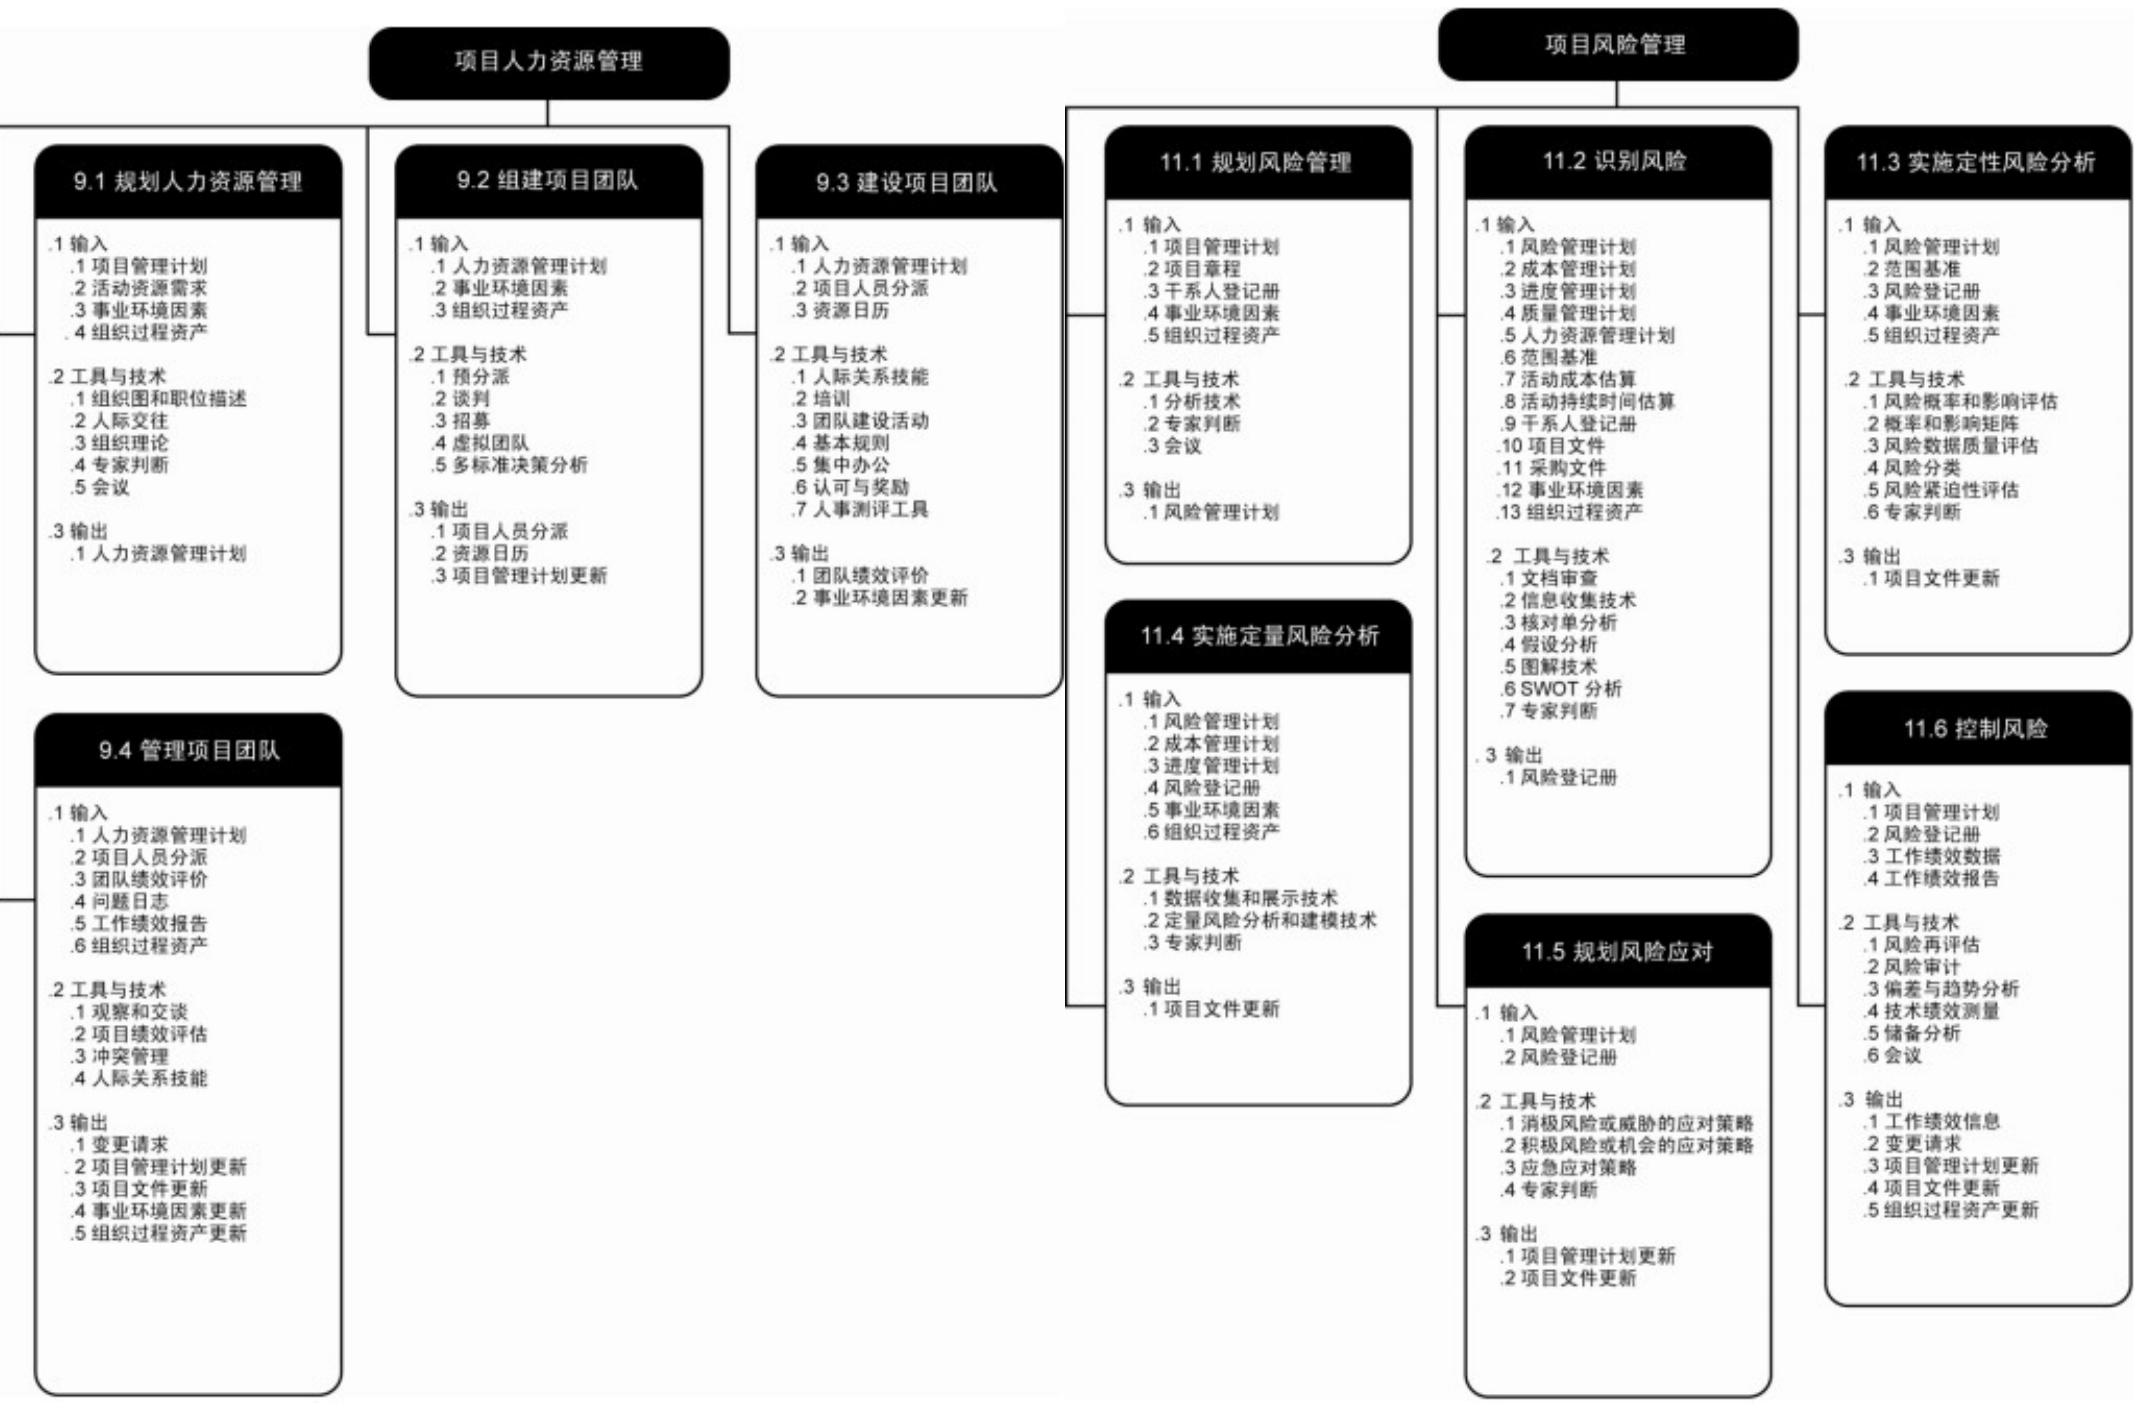 项目人力资源管理
9.1 规划人力资源管理
.1 输入
.1 项目管理计划
.2 活动资源需求
.3 事业环境因素
.4 组织过程资产
.2 工具与技术
.1 组织图和职位描述
.2 人际交往
.3 组织理论
.4 专家判断
.5 会议
.3 输出
.1 人力资源管理计划
9.2 组建项目团队
.1 输入
.1 人力资源管理计划
.2 事业环境因素
.3 组织过程资产
.2 工具与技术
.1 预分派
.2 谈判
.3 招募
.4 虚拟团队
.5 多标准决策分析
.3 输出
.1 项目人员分派
.2 资源日历
.3 项目管理计划更新
9.3 建设项目团队
.1 输入
.1 人力资源管理计划
.2 项目人员分派
.3 资源日历
.2 工具与技术
.1 人际关系技能
.2 培训
.3 团队建设活动
.4 基本规则
.5 集中办公
.6 认可与奖励
.7 人事测评工具
.3 输出
.1 团队绩效评价
.2 事业环境因素更新
9.4 管理项目团队
.1 输入
.1 人力资源管理计划
.2 项目人员分派
.3 团队绩效评价
.4 问题日志
.5 工作绩效报告
.6 组织过程资产
.2 工具与技术
.1 观察和交谈
.2 项目绩效评估
.3 冲突管理
.4 人际关系技能
.3 输出
.1 变更请求
.2 项目管理计划更新
.3 项目文件更新
.4 事业环境因素更新
.5 组织过程资产更新
项目风险管理
11.1 规划风险管理
.1 输入
.1 项目管理计划
.2 项目章程
.3 干系人登记册
.4 事业环境因素
.5 组织过程资产
.2 工具与技术
.1 分析技术
.2 专家判断
.3 会议
.3 输出
.1 风险管理计划
11.2 识别风险
.1 输入
.1 风险管理计划
.2 成本管理计划
.3 进度管理计划
.4 质量管理计划
.5 人力资源管理计划
.6 范围基准
.7 活动成本估算
.8 活动持续时间估算
.9 干系人登记册
.10 项目文件
.11 采购文件
.12 事业环境因素
.13 组织过程资产
.2 工具与技术
.1 文档审查
.2 信息收集技术
.3 核对单分析
.4 假设分析
.5 图解技术
.6 SWOT 分析
.7 专家判断
.3 输出
.1 风险登记册
11.3 实施定性风险分析
.1 输入
.1 风险管理计划
.2 范围基准
.3 风险登记册
.4 事业环境因素
.5 组织过程资产
.2 工具与技术
.1 风险概率和影响评估
.2 概率和影响矩阵
.3 风险数据质量评估
.4 风险分类
.5 风险紧迫性评估
.6 专家判断
.3 输出
.1 项目文件更新
11.4 实施定量风险分析
.1 输入
.1 风险管理计划
.2 成本管理计划
.3 进度管理计划
.4 风险登记册
.5 事业环境因素
.6 组织过程资产
.2 工具与技术
.1 数据收集和展示技术
.2 定量风险分析和建模技术
.3 专家判断
.3 输出
.1 项目文件更新
11.5 规划风险应对
.1 输入
.1 风险管理计划
.2 风险登记册
.2 工具与技术
.1 消极风险或威胁的应对策略
.2 积极风险或机会的应对策略
.3 应急应对策略
.4 专家判断
.3 输出
.1 项目管理计划更新
.2 项目文件更新
11.6 控制风险
.1 输入
.1 项目管理计划
.2 风险登记册
.3 工作绩效数据
.4 工作绩效报告
.2 工具与技术
.1 风险再评估
.2 风险审计
.3 偏差与趋势分析
.4 技术绩效测量
.5 储备分析
.6 会议
.3 输出
.1 工作绩效信息
.2 变更请求
.3 项目管理计划更新
.4 项目文件更新
.5 组织过程资产更新